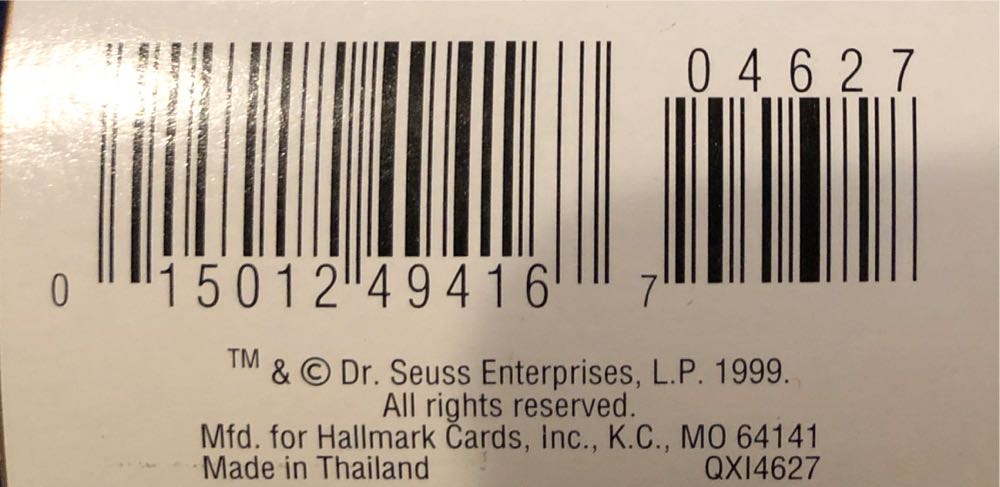 04627
0 15012 49416 7
TM & © Dr. Seuss Enterprises, L.P. 1999.
All rights reserved.
Mfd. for Hallmark Cards, Inc., K.C., MO 64141
Made in Thailand QXI4627